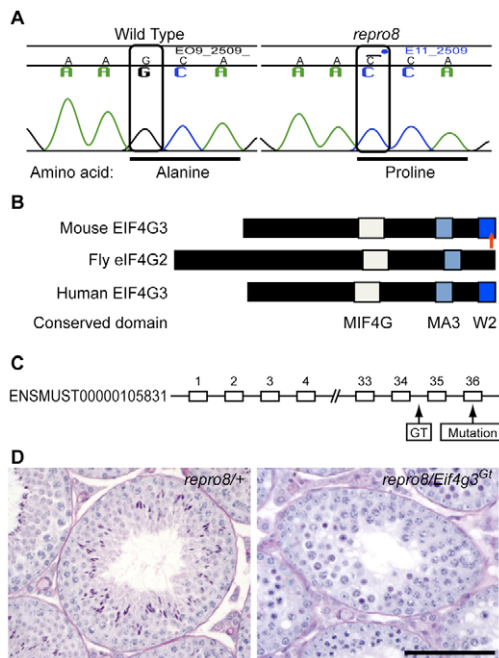 A
Wild Type
repro8
EO9_2509_
E11_2509
A A G C A
A A C C A
A A G C A
A A C C A
Amino acid:
Alanine
Proline
B
Mouse EIF4G3
Fly eIF4G2
Human EIF4G3
Conserved domain
MIF4G
MA3
W2
C
ENSMUST00000105831
1 2 3 4 33 34 35 36
//
GT
Mutation
D
repro8/+
repro8/Eif4g3Gt